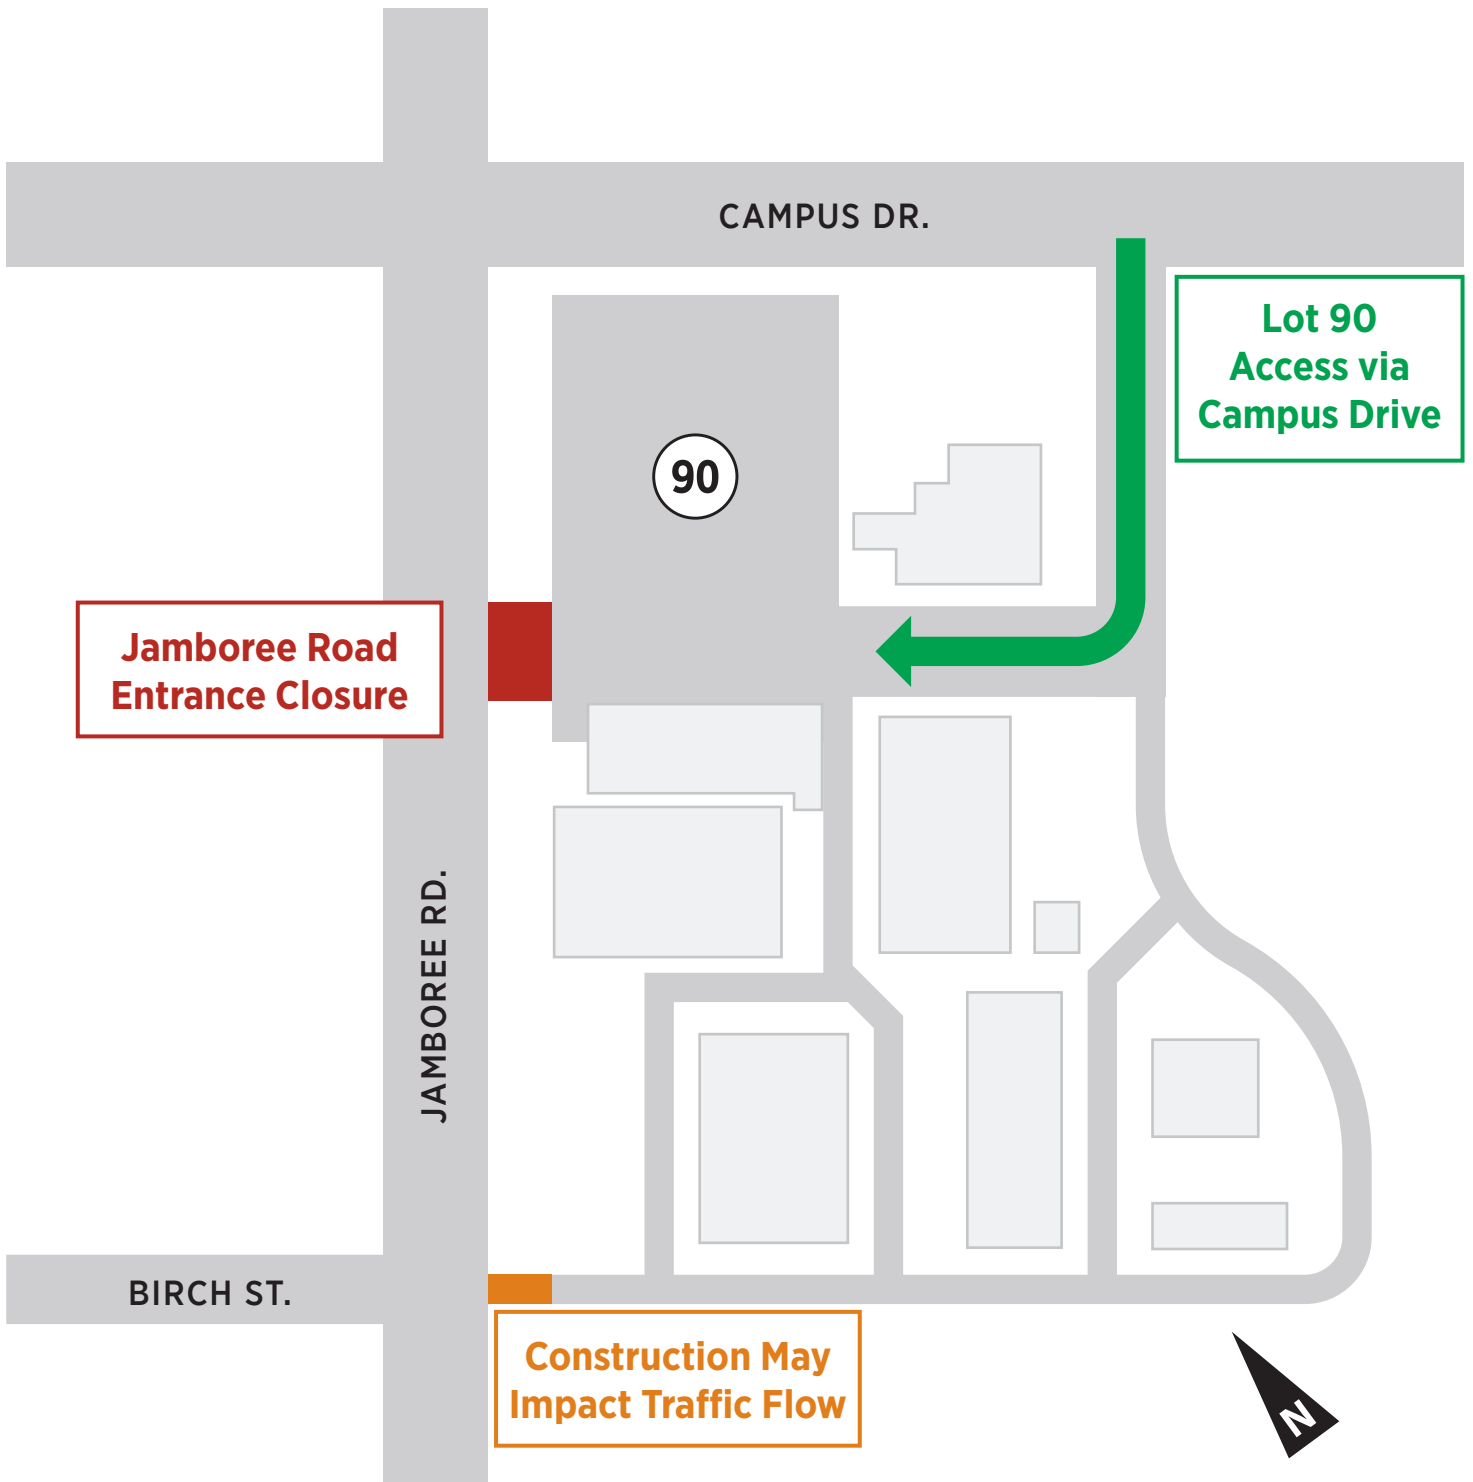 CAMPUS DR.
Lot 90
Access via
Campus Drive
90
Jamboree Road
Entrance Closure
JAMBOREE RD.
BIRCH ST.
Construction May
Impact Traffic Flow
N